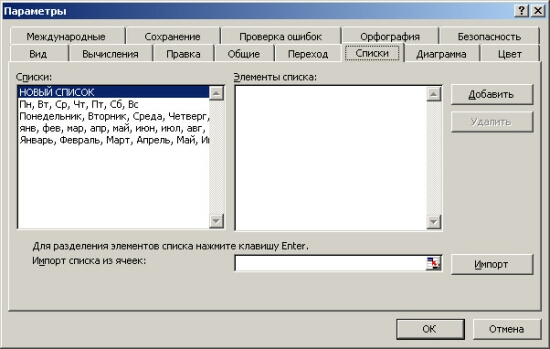 Параметры
Международные Сохранение Проверка ошибок Орфография Безопасность
Вид Вычисления Правка Общие Переход Списки Диаграмма Цвет
Списки: Элементы списка:
НОВЫЙ СПИСОК
Пн, Вт, Ср, Чт, Пт, Сб, Вс
Понедельник, Вторник, Среда, Четверг,
янв, фев, мар, апр, май, июн, июл, авг,
Январь, Февраль, Март, Апрель, Май, Ин
Добавить
Удалить
Для разделения элементов списка нажмите клавишу Enter.
Импорт списка из ячеек:
Импорт
ОК Отмена